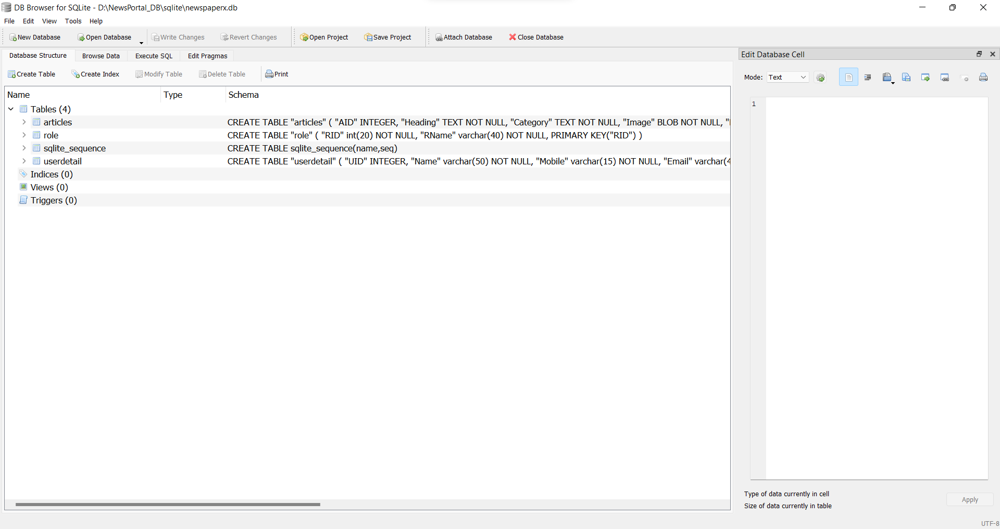 DB Browser for SQLite - D:\NewsPortal_DB\sqlite\newspaperx.db
File Edit View Tools Help
New Database Open Database Write Changes Revert Changes Open Project Save Project Attach Database Close Database
Database Structure Browse Data Execute SQL Edit Pragmas
Create Table Create Index Modify Table Delete Table Print
Name Type Schema
Tables (4)
articles CREATE TABLE "articles" ( "AID" INTEGER, "Heading" TEXT NOT NULL, "Category" TEXT NOT NULL, "Image" BLOB NOT NULL, "
role CREATE TABLE "role" ( "RID" int(20) NOT NULL, "RName" varchar(40) NOT NULL, PRIMARY KEY("RID") )
sqlite_sequence CREATE TABLE sqlite_sequence(name,seq)
userdetail CREATE TABLE "userdetail" ( "UID" INTEGER, "Name" varchar(50) NOT NULL, "Mobile" varchar(15) NOT NULL, "Email" varchar(4
Indices (0)
Views (0)
Triggers (0)
Edit Database Cell
Mode: Text
1
Type of data currently in cell
Size of data currently in table
Apply
UTF-8